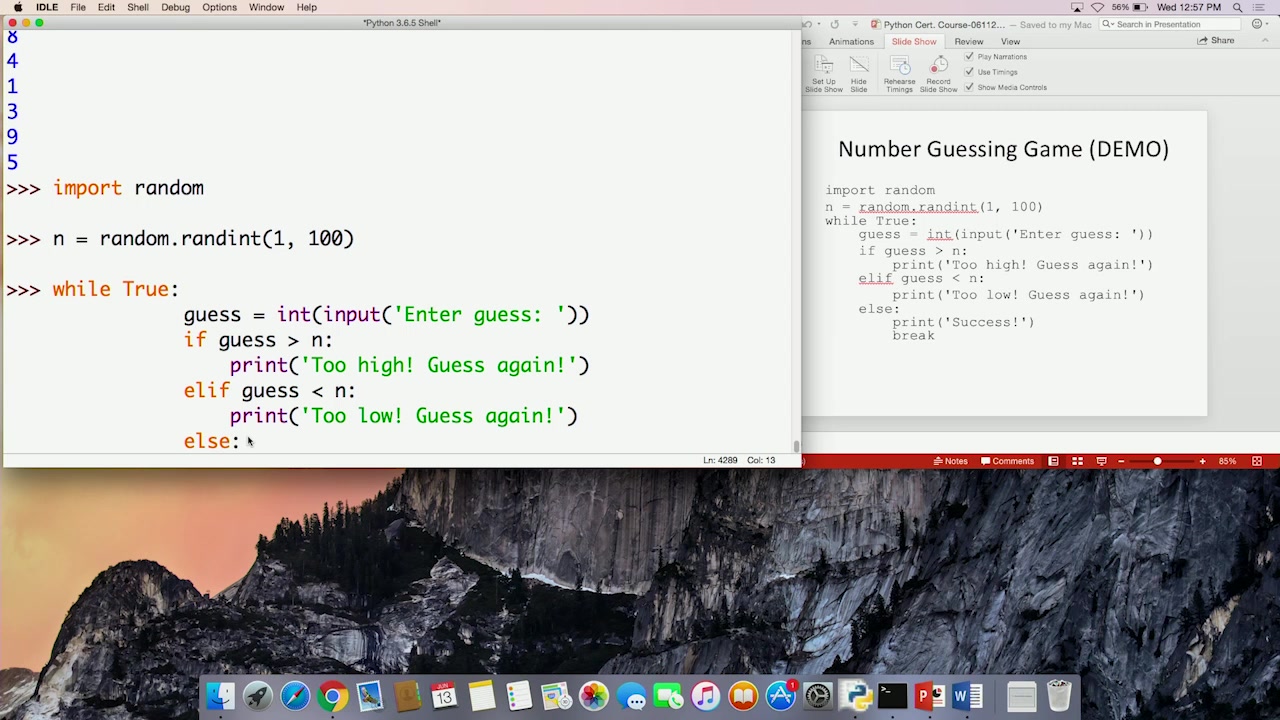 IDLE File Edit Shell Debug Options Window Help
56% Wed 12:57 PM
*Python 3.6.5 Shell*
8
4
1
3
9
5
>>> import random
>>> n = random.randint(1, 100)
>>> while True:
guess = int(input('Enter guess: '))
if guess > n:
print('Too high! Guess again!')
elif guess < n:
print('Too low! Guess again!')
else:
Ln: 4289 Col: 13
Python Cert. Course-06112... — Saved to my Mac
Search in Presentation
ns Animations Slide Show Review View Share
Set Up Slide Show
Hide Slide
Rehearse Timings
Record Slide Show
Play Narrations
Use Timings
Show Media Controls
Number Guessing Game (DEMO)
import random
n = random.randint(1, 100)
while True:
guess = int(input('Enter guess: '))
if guess > n:
print('Too high! Guess again!')
elif guess < n:
print('Too low! Guess again!')
else:
print('Success!')
break
Notes Comments 85%
JUN
13
1